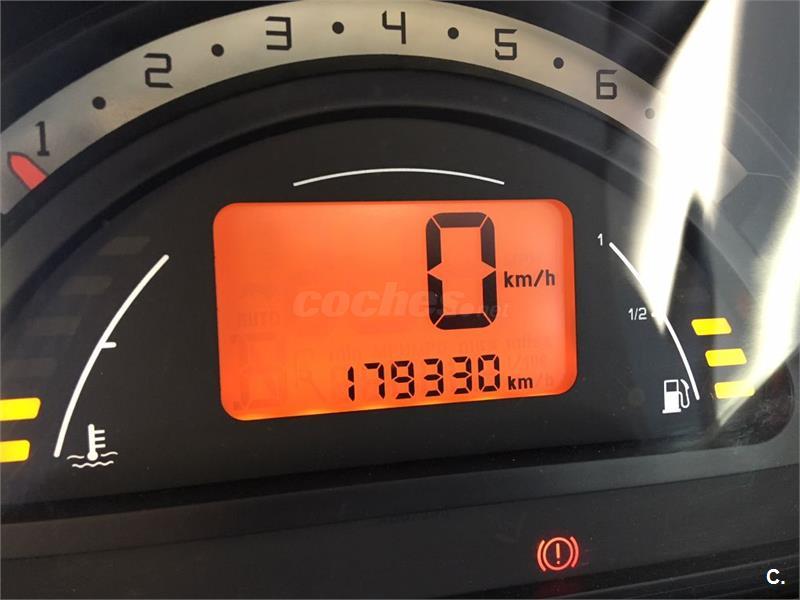 1 2 3 4 5 6
0 km/h
coches.net
179330 km/h
1
1/2
C.